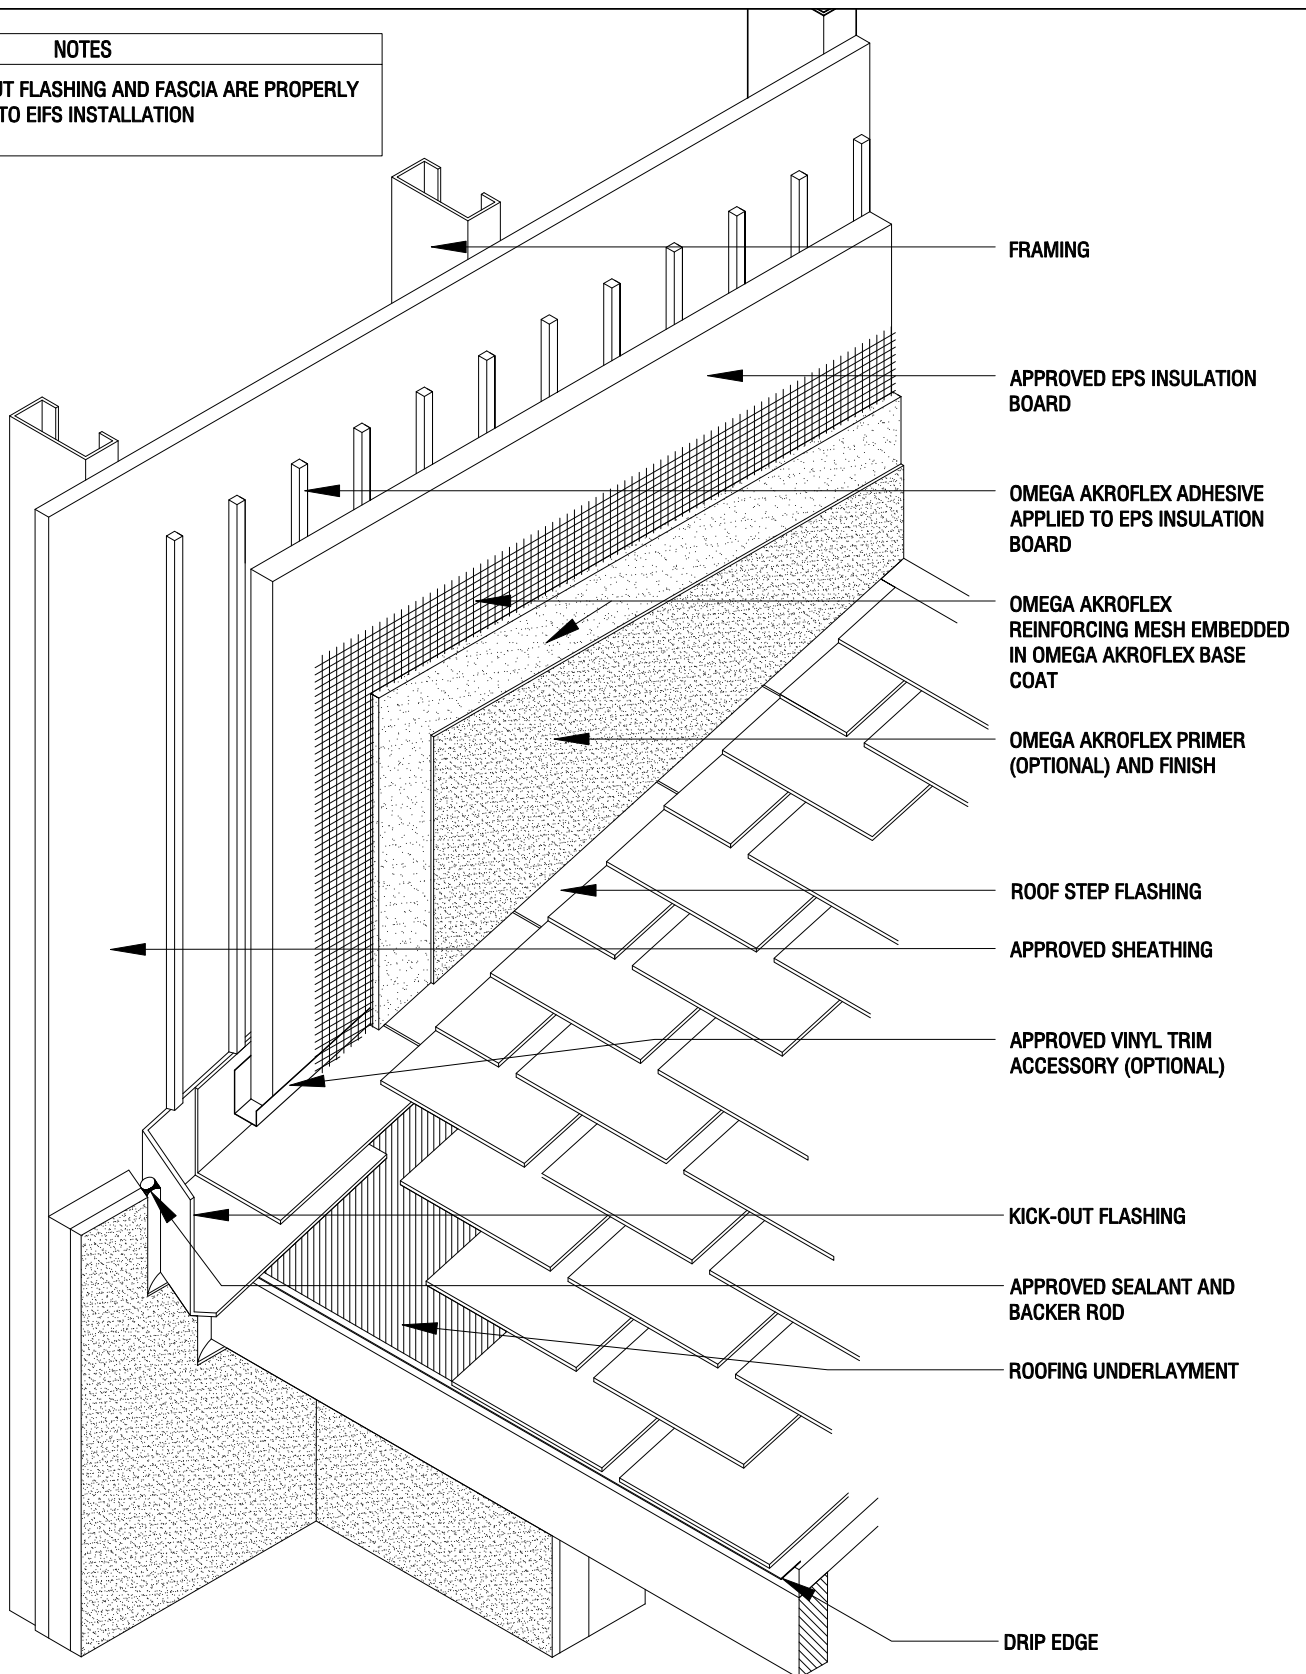 NOTES
FLASHING AND FASCIA ARE PROPERLY
TO EIFS INSTALLATION
FRAMING
APPROVED EPS INSULATION
BOARD
OMEGA AKROFLEX ADHESIVE
APPLIED TO EPS INSULATION
BOARD
OMEGA AKROFLEX
REINFORCING MESH EMBEDDED
IN OMEGA AKROFLEX BASE
COAT
OMEGA AKROFLEX PRIMER
(OPTIONAL) AND FINISH
ROOF STEP FLASHING
APPROVED SHEATHING
APPROVED VINYL TRIM
ACCESSORY (OPTIONAL)
KICK-OUT FLASHING
APPROVED SEALANT AND
BACKER ROD
ROOFING UNDERLAYMENT
DRIP EDGE